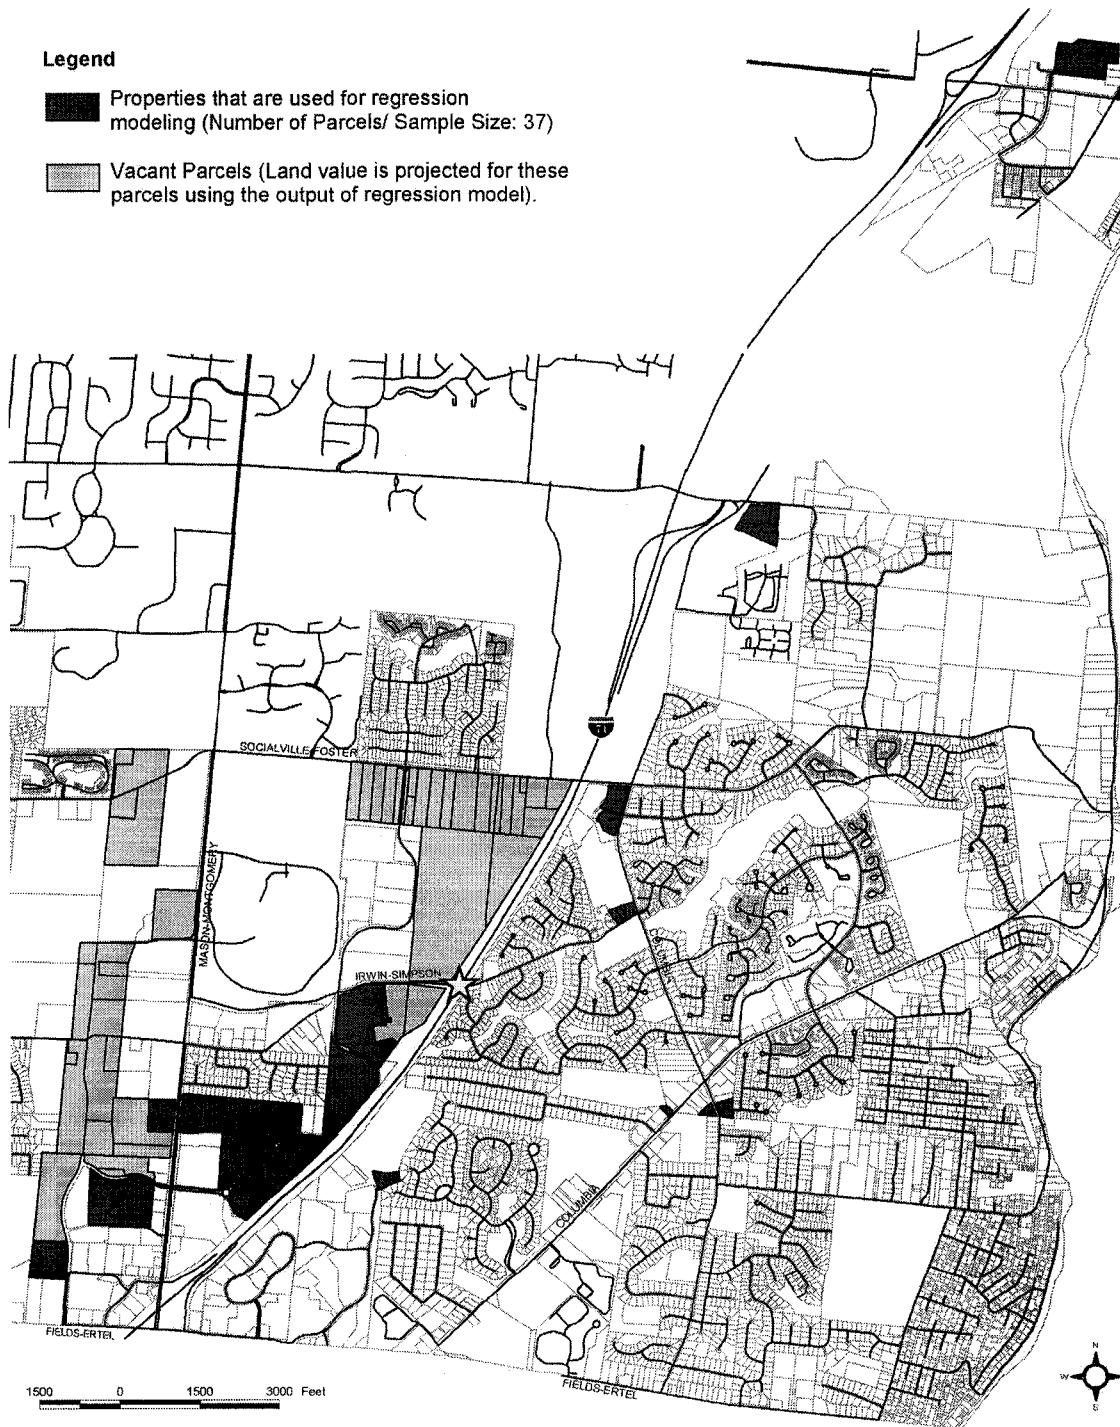 Legend
Properties that are used for regression
modeling (Number of Parcels/ Sample Size: 37)
Vacant Parcels (Land value is projected for these
parcels using the output of regression model).
71
SOCIALVILLE-FOSTER
MASON-MONTGOMERY
IRWIN-SIMPSON
COLUMBIA
FIELDS-ERTEL
FIELDS-ERTEL
1500 0 1500 3000 Feet
N
W
S